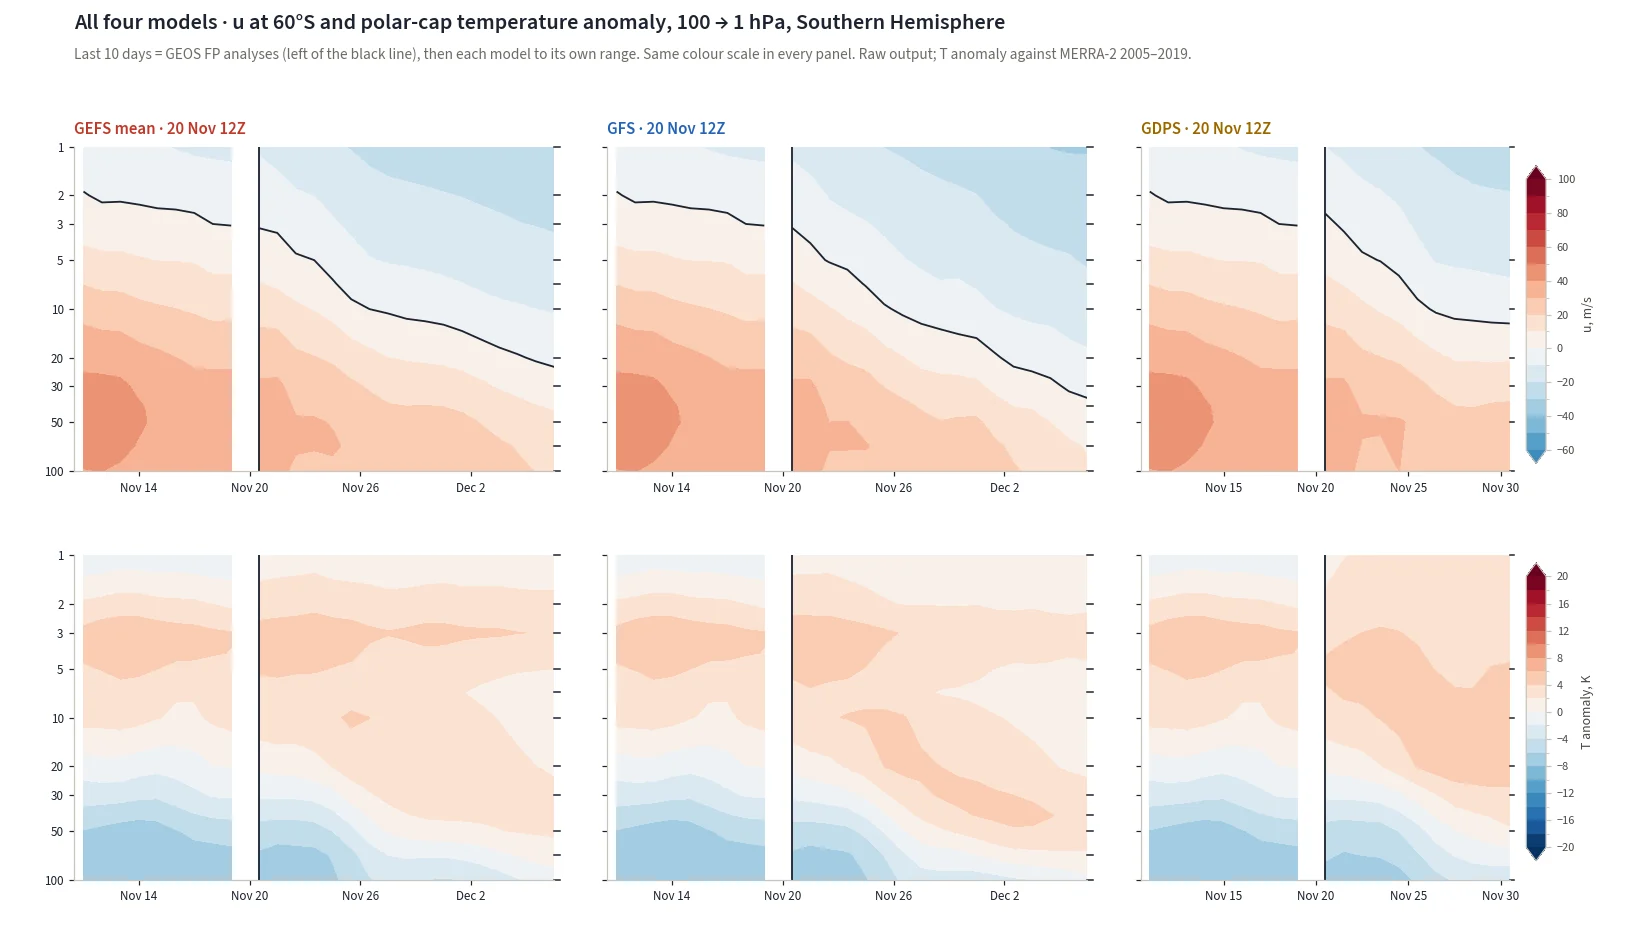 All four models · u at 60°S and polar-cap temperature anomaly, 100 → 1 hPa, Southern Hemisphere
Last 10 days = GEOS FP analyses (left of the black line), then each model to its own range. Same colour scale in every panel. Raw output; T anomaly against MERRA-2 2005–2019.
GEFS mean · 20 Nov 12Z
GFS · 20 Nov 12Z
GDPS · 20 Nov 12Z
1
2
3
5
10
20
30
50
100
Nov 14 Nov 20 Nov 26 Dec 2
Nov 14 Nov 20 Nov 26 Dec 2
Nov 15 Nov 20 Nov 25 Nov 30
100
80
60
40
20
0
−20
−40
−60
u, m/s
1
2
3
5
10
20
30
50
100
Nov 14 Nov 20 Nov 26 Dec 2
Nov 14 Nov 20 Nov 26 Dec 2
Nov 15 Nov 20 Nov 25 Nov 30
20
16
12
8
4
0
−4
−8
−12
−16
−20
T anomaly, K